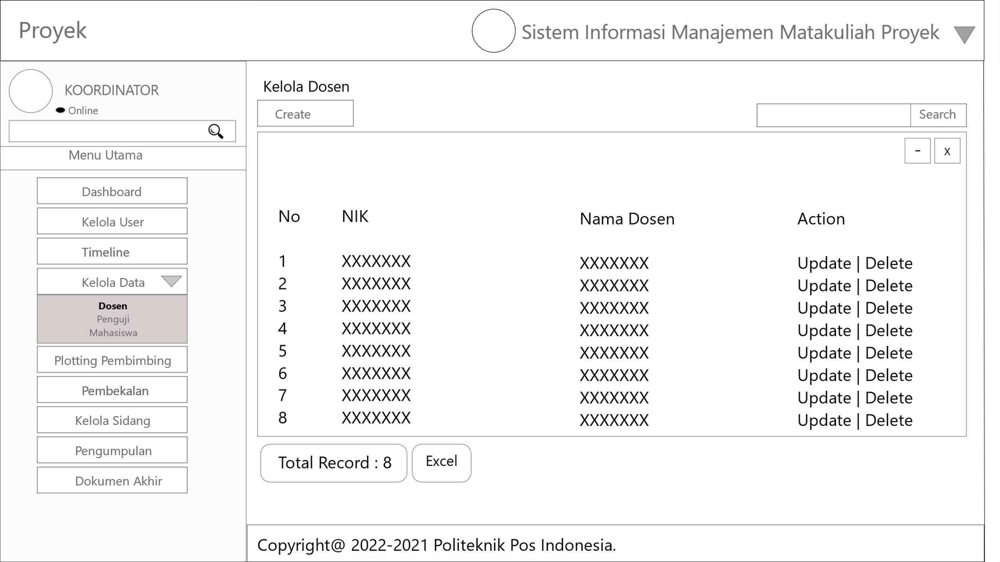 Proyek
Sistem Informasi Manajemen Matakuliah Proyek
KOORDINATOR
Online
Menu Utama
Dashboard
Kelola User
Timeline
Kelola Data
Dosen
Penguji
Mahasiswa
Plotting Pembimbing
Pembekalan
Kelola Sidang
Pengumpulan
Dokumen Akhir
Kelola Dosen
Create
Search
- x
No NIK Nama Dosen Action
1 XXXXXXX XXXXXXX Update | Delete
2 XXXXXXX XXXXXXX Update | Delete
3 XXXXXXX XXXXXXX Update | Delete
4 XXXXXXX XXXXXXX Update | Delete
5 XXXXXXX XXXXXXX Update | Delete
6 XXXXXXX XXXXXXX Update | Delete
7 XXXXXXX XXXXXXX Update | Delete
8 XXXXXXX XXXXXXX Update | Delete
Total Record : 8
Excel
Copyright@ 2022-2021 Politeknik Pos Indonesia.